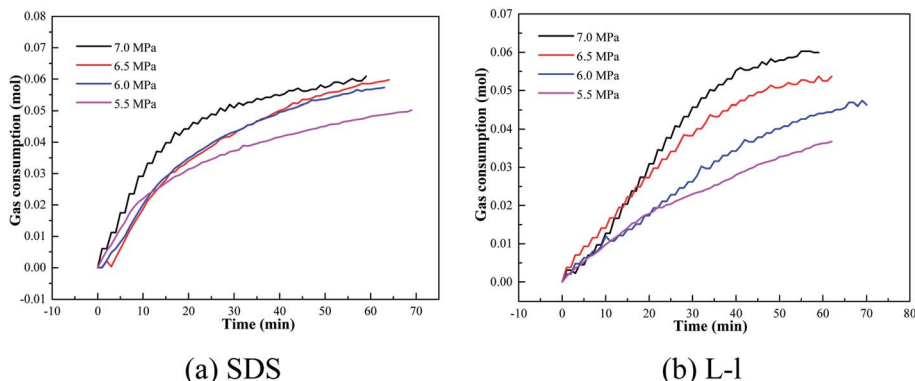 0.08
0.07
0.06
0.05
0.04
0.03
0.02
0.01
0.00
-0.01
Gas consumption (mol)
7.0 MPa
6.5 MPa
6.0 MPa
5.5 MPa
-10 0 10 20 30 40 50 60 70 80
Time (min)
(a) SDS
0.07
0.06
0.05
0.04
0.03
0.02
0.01
0.00
Gas consumption (mol)
7.0 MPa
6.5 MPa
6.0 MPa
5.5 MPa
-10 0 10 20 30 40 50 60 70 80
Time (min)
(b) L-l